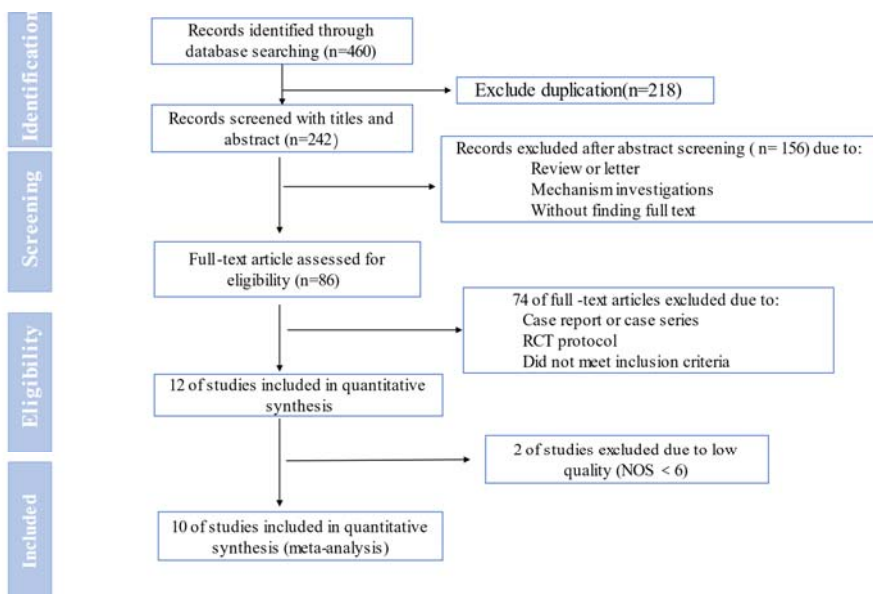 Identification
Records identified through
database searching (n=460)
Exclude duplication(n=218)
Records screened with titles and
abstract (n=242)
Screening
Records excluded after abstract screening ( n= 156) due to:
Review or letter
Mechanism investigations
Without finding full text
Full-text article assessed for
eligibility (n=86)
Eligibility
74 of full -text articles excluded due to:
Case report or case series
RCT protocol
Did not meet inclusion criteria
12 of studies included in quantitative
synthesis
Included
2 of studies excluded due to low
quality (NOS < 6)
10 of studies included in quantitative
synthesis (meta-analysis)